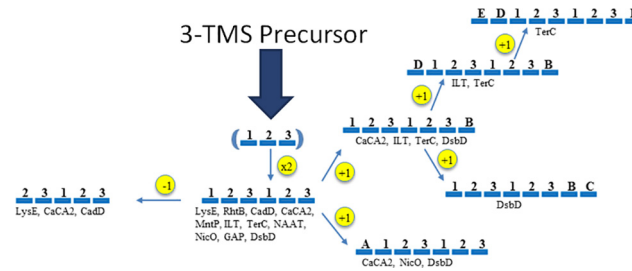 E D 1 2 3 1 2 3
TerC
3-TMS Precursor
+1
D 1 2 3 1 2 3 B
ILT, TerC
+1
1 2 3 1 2 3 B
CaCA2, ILT, TerC, DsbD
( 1 2 3 )
x2
+1
+1
1 2 3 1 2 3 B C
DsbD
-1
2 3 1 2 3
LysE, CaCA2, CadD
1 2 3 1 2 3
LysE, RhtB, CadD, CaCA2,
MntP, ILT, TerC, NAAT,
NicO, GAP, DsbD
+1
A 1 2 3 1 2 3
CaCA2, NicO, DsbD